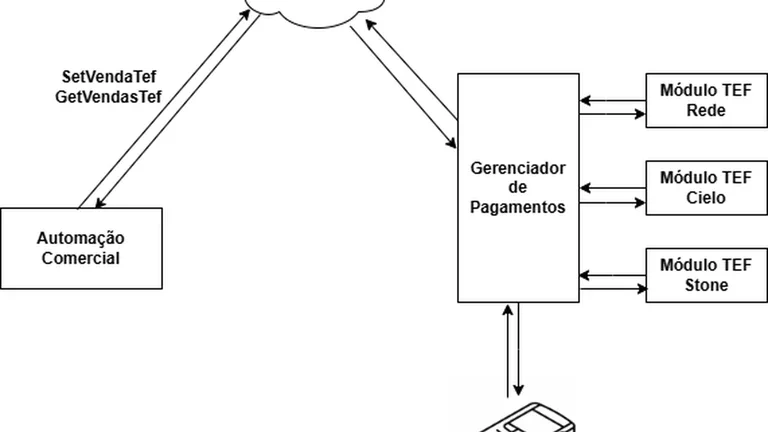 SetVendaTef
GetVendasTef
Automação
Comercial
Gerenciador
de
Pagamentos
Módulo TEF
Rede
Módulo TEF
Cielo
Módulo TEF
Stone